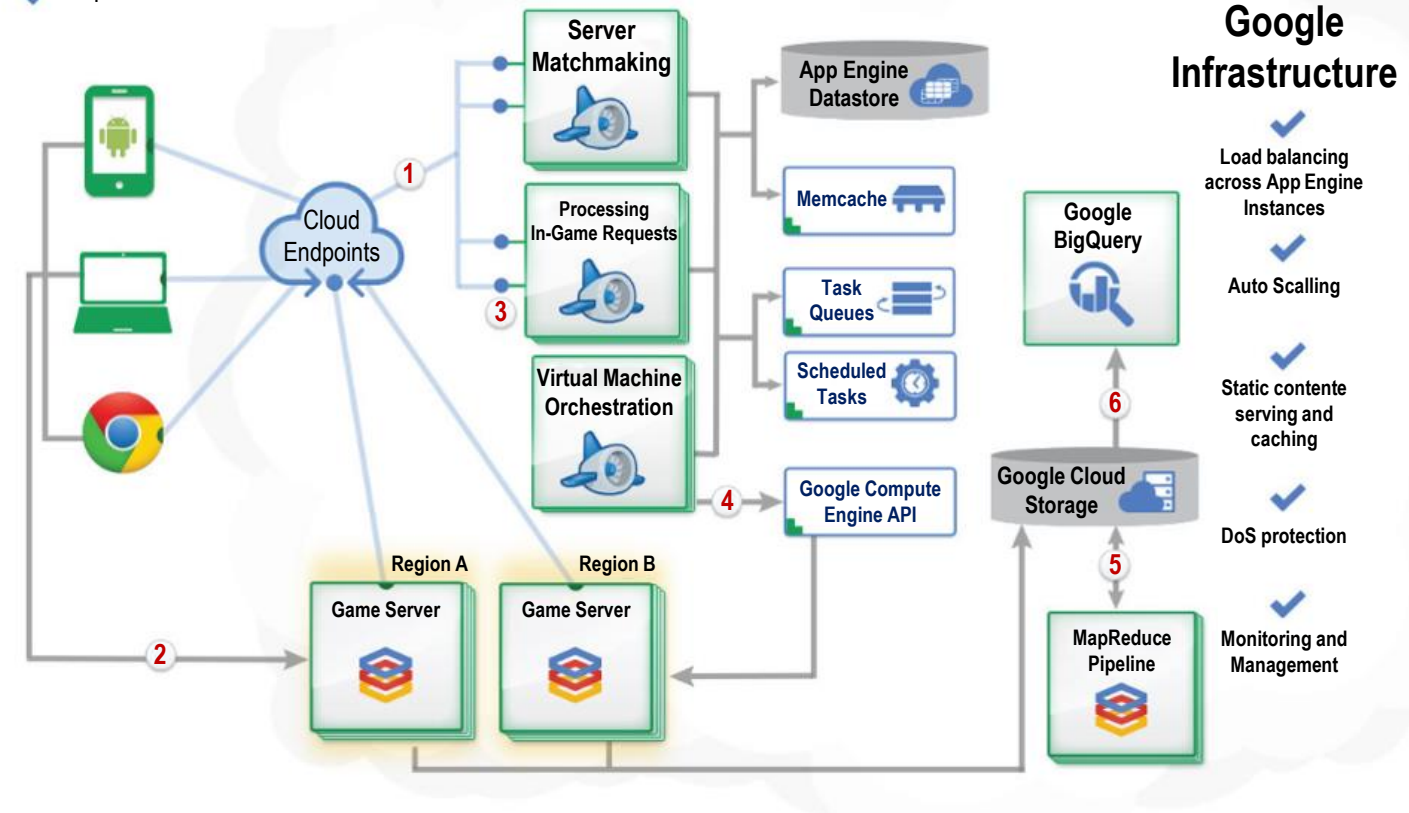 Google
Infrastructure
Server
Matchmaking
App Engine
Datastore
Load balancing
across App Engine
Instances
1
Cloud
Endpoints
Processing
In-Game Requests
Memcache
Google
BigQuery
Auto Scalling
3
Task
Queues
Virtual Machine
Orchestration
Scheduled
Tasks
6
Static contente
serving and
caching
4
Google Compute
Engine API
Google Cloud
Storage
DoS protection
5
Region A
Region B
Game Server
Game Server
2
MapReduce
Pipeline
Monitoring and
Management